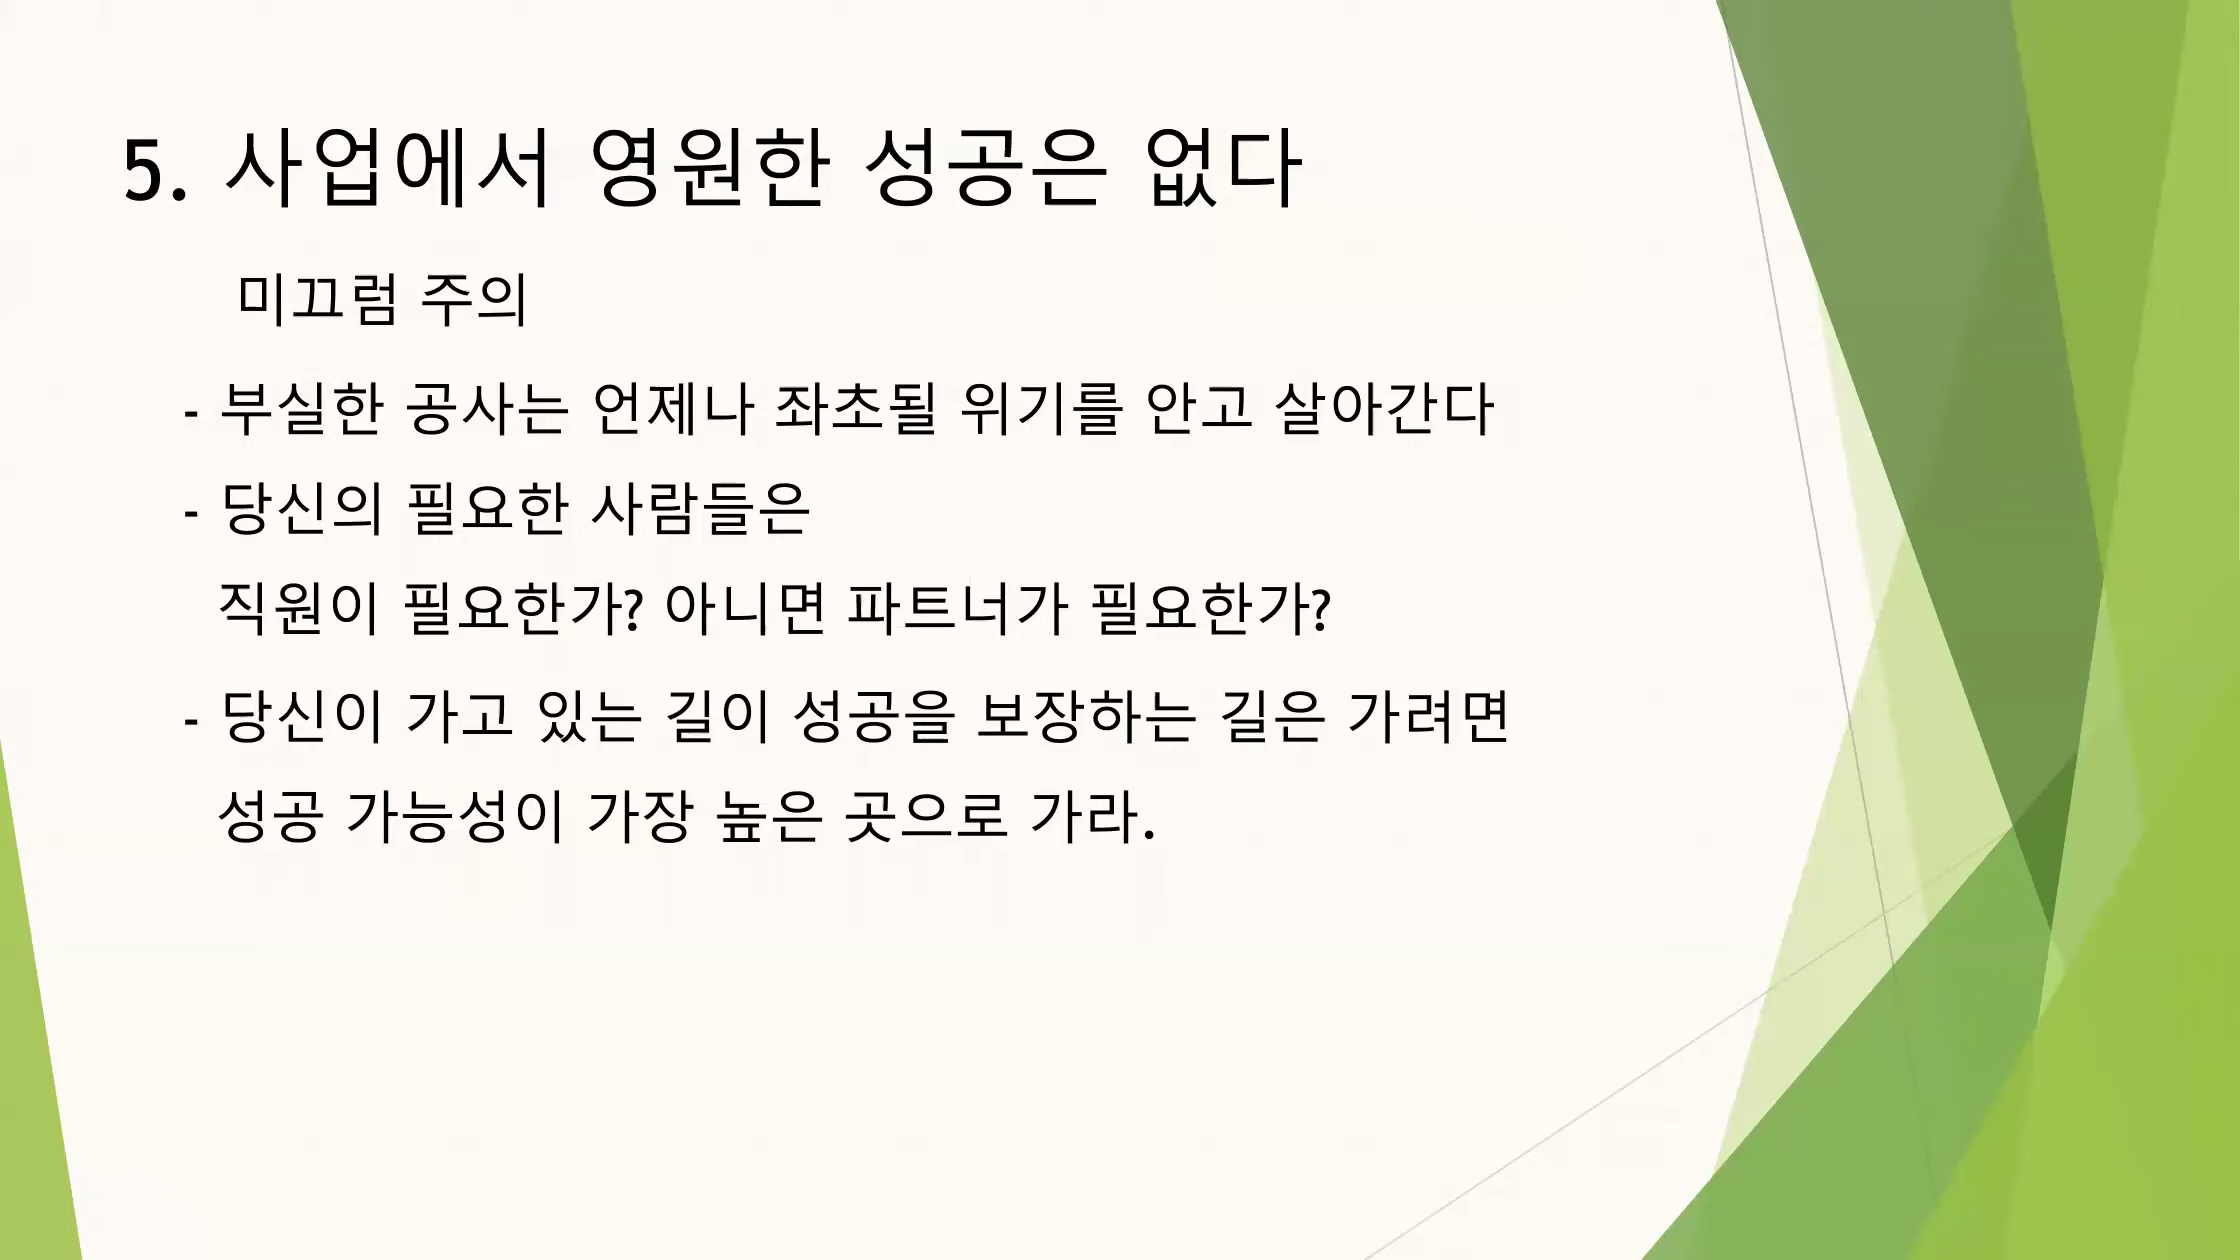 5. 사업에서 영원한 성공은 없다
미끄럼 주의
- 부실한 공사는 언제나 좌초될 위기를 안고 살아간다
- 당신의 필요한 사람들은
직원이 필요한가? 아니면 파트너가 필요한가?
- 당신이 가고 있는 길이 성공을 보장하는 길은 가려면
성공 가능성이 가장 높은 곳으로 가라.